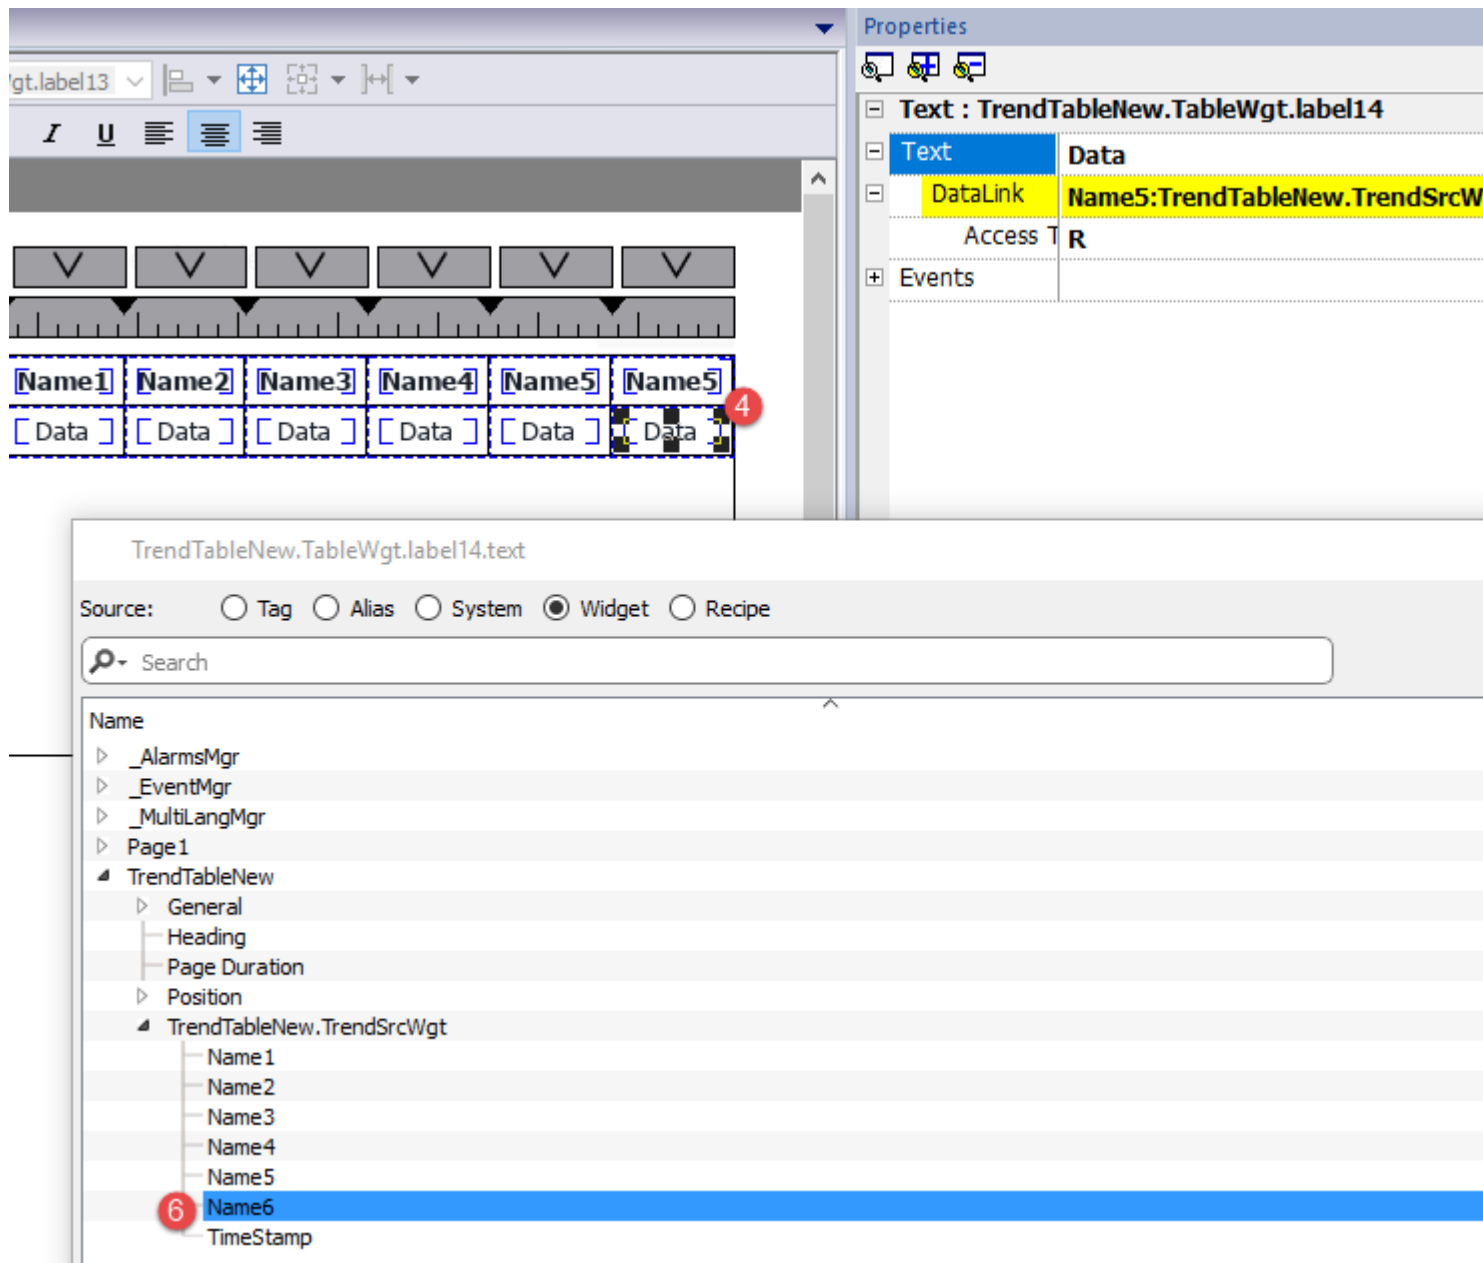 Properties
/gt.label13
Text : TrendTableNew.TableWgt.label14
I U
Text Data
DataLink Name5:TrendTableNew.TrendSrcW
Access T R
Events
Name1 Name2 Name3 Name4 Name5 Name5
4
Data Data Data Data Data Data
TrendTableNew.TableWgt.label14.text
Source: Tag Alias System Widget Recipe
Search
Name
_AlarmsMgr
_EventMgr
_MultiLangMgr
Page1
TrendTableNew
General
Heading
Page Duration
Position
TrendTableNew.TrendSrcWgt
Name1
Name2
Name3
Name4
Name5
6 Name6
TimeStamp